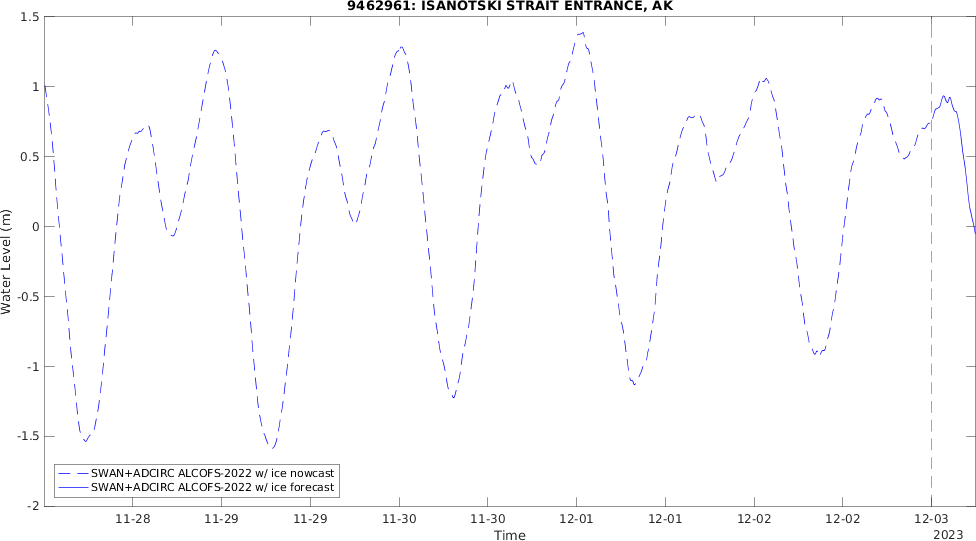 9462961: ISANOTSKI STRAIT ENTRANCE, AK
1.5
1
0.5
0
-0.5
-1
-1.5
-2
Water Level (m)
SWAN+ADCIRC ALCOFS-2022 w/ ice nowcast
SWAN+ADCIRC ALCOFS-2022 w/ ice forecast
11-28 11-29 11-29 11-30 11-30 12-01 12-01 12-02 12-02 12-03
Time
2023